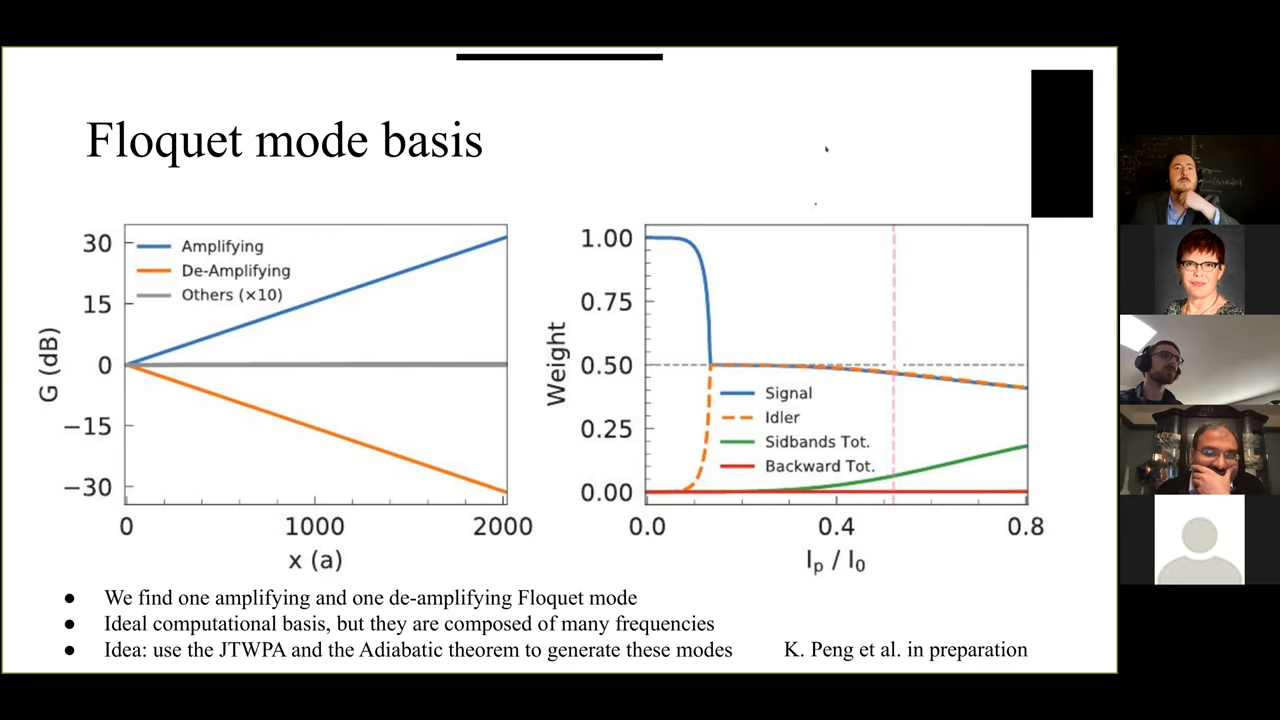 Floquet mode basis
G (dB)
30
15
0
−15
−30
Amplifying
De-Amplifying
Others (×10)
0 1000 2000
x (a)
Weight
1.00
0.75
0.50
0.25
0.00
Signal
Idler
Sidbands Tot.
Backward Tot.
0.0 0.4 0.8
Ip / I0
● We find one amplifying and one de-amplifying Floquet mode
● Ideal computational basis, but they are composed of many frequencies
● Idea: use the JTWPA and the Adiabatic theorem to generate these modes
K. Peng et al. in preparation